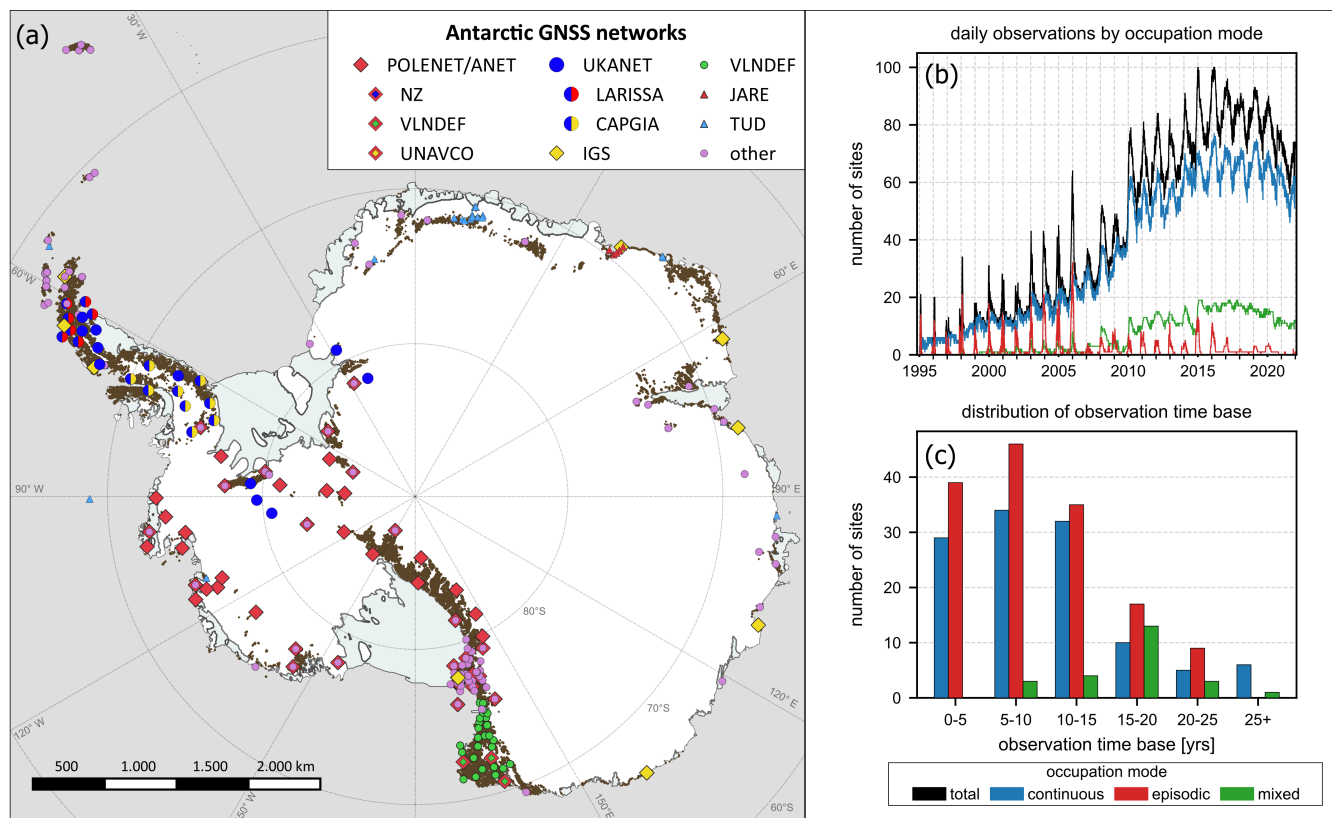 (a)
Antarctic GNSS networks
POLENET/ANET
UKANET
VLNDEF
NZ
LARISSA
JARE
VLNDEF
CAPGIA
TUD
UNAVCO
IGS
other
30° W
60°W
60° E
90° W
90° E
80°S
70°S
120° W
120° E
150°E
60°S
500
1.000
1.500
2.000 km
daily observations by occupation mode
(b)
number of sites
100
80
60
40
20
0
1995
2000
2005
2010
2015
2020
distribution of observation time base
(c)
number of sites
40
30
20
10
0
0-5
5-10
10-15
15-20
20-25
25+
observation time base [yrs]
occupation mode
total
continuous
episodic
mixed